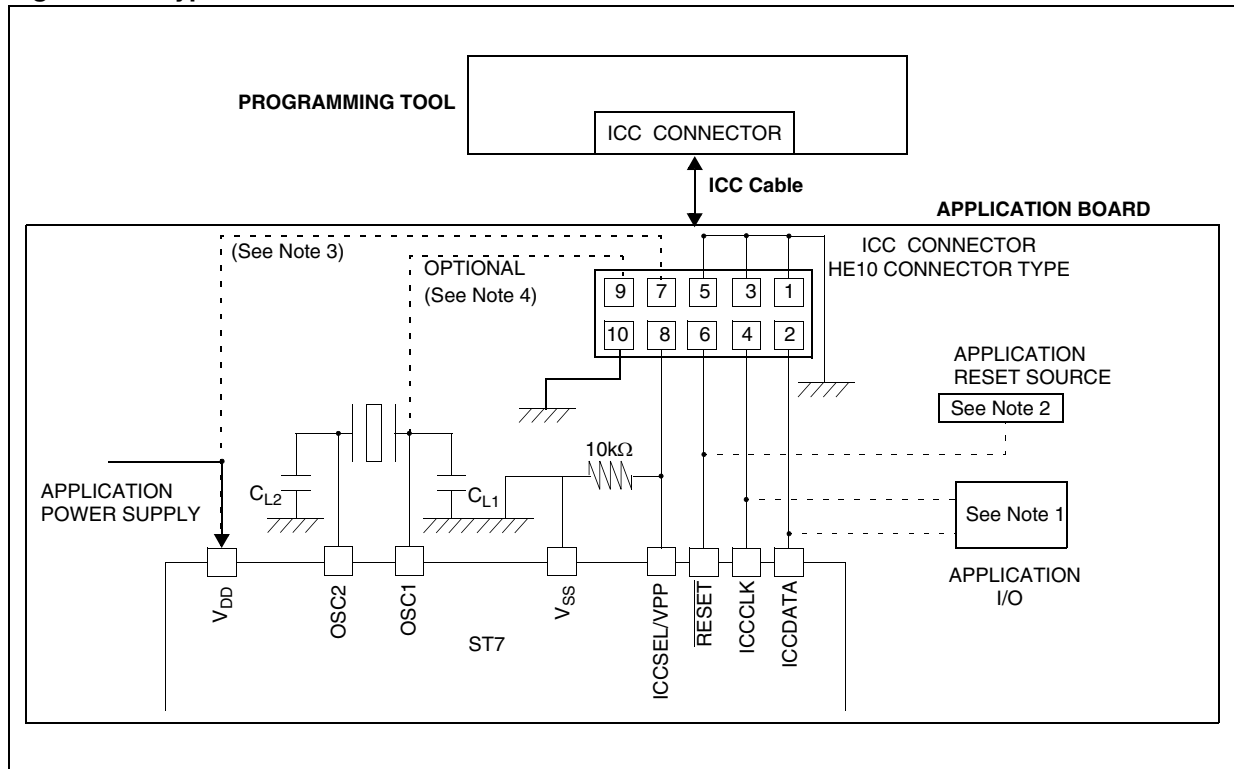 PROGRAMMING TOOL
ICC CONNECTOR
ICC Cable
APPLICATION BOARD
(See Note 3)
OPTIONAL
(See Note 4)
ICC CONNECTOR
HE10 CONNECTOR TYPE
9 7 5 3 1
10 8 6 4 2
APPLICATION
RESET SOURCE
See Note 2
10kΩ
APPLICATION
POWER SUPPLY
CL2
CL1
See Note 1
APPLICATION
I/O
VDD
OSC2
OSC1
VSS
ICCSEL/VPP
RESET
ICCCLK
ICCDATA
ST7